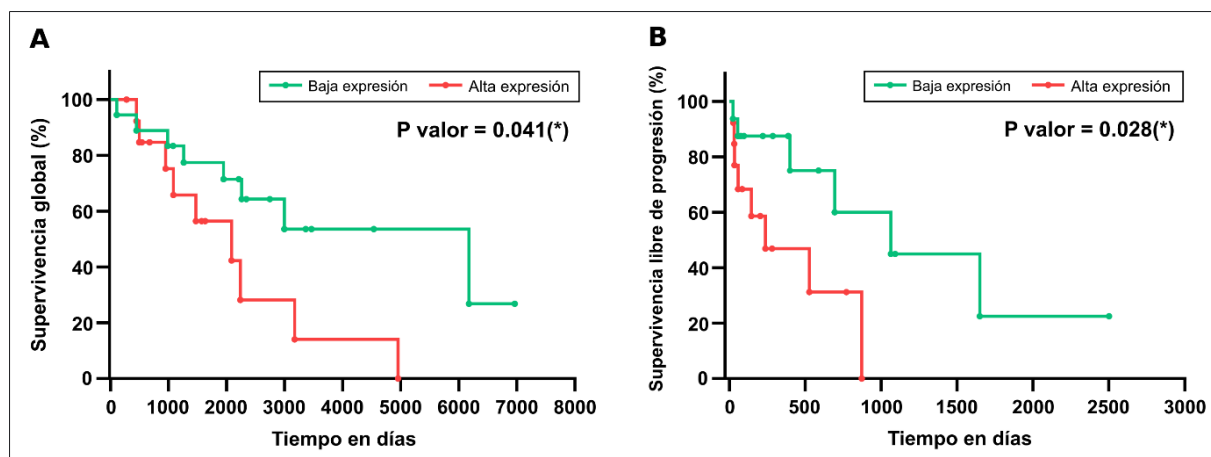 A
Baja expresión
Alta expresión
P valor = 0.041(*)
Supervivencia global (%)
100
80
60
40
20
0
0 1000 2000 3000 4000 5000 6000 7000 8000
Tiempo en días
B
Baja expresión
Alta expresión
P valor = 0.028(*)
Supervivencia libre de progresión (%)
100
80
60
40
20
0
0 500 1000 1500 2000 2500 3000
Tiempo en días